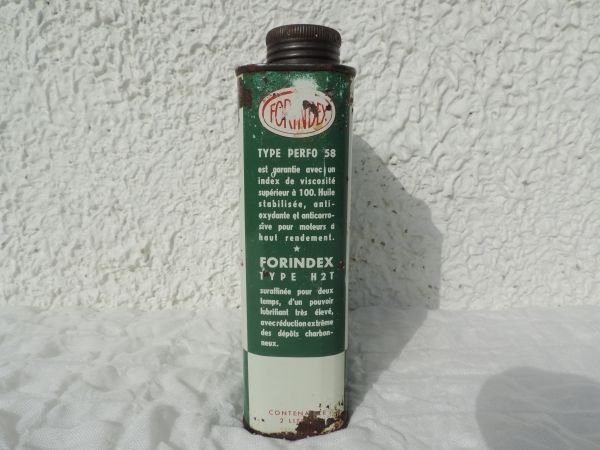 FORINDEX
TYPE PERFO 58
est garantie avec un
index de viscosité
supérieur à 100. Huile
stabilisée, anti-
oxydante et anticorro-
sive pour moteurs à
haut rendement.
★
FORINDEX
TYPE H2T
suraffinée pour deux
temps, d'un pouvoir
lubrifiant très élevé,
avec réduction extrême
des dépôts charbon-
neux.
2